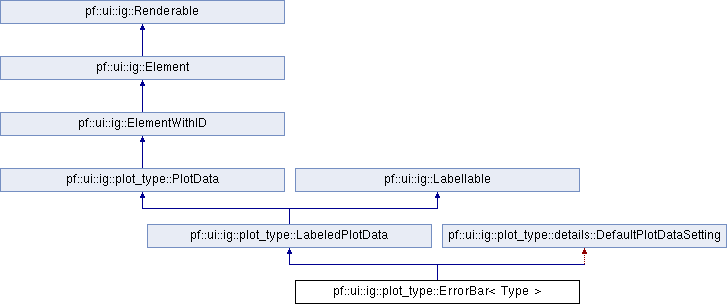 pf::ui::ig::Renderable
pf::ui::ig::Element
pf::ui::ig::ElementWithID
pf::ui::ig::plot_type::PlotData
pf::ui::ig::Labellable
pf::ui::ig::plot_type::LabeledPlotData
pf::ui::ig::plot_type::details::DefaultPlotDataSetting
pf::ui::ig::plot_type::ErrorBar< Type >